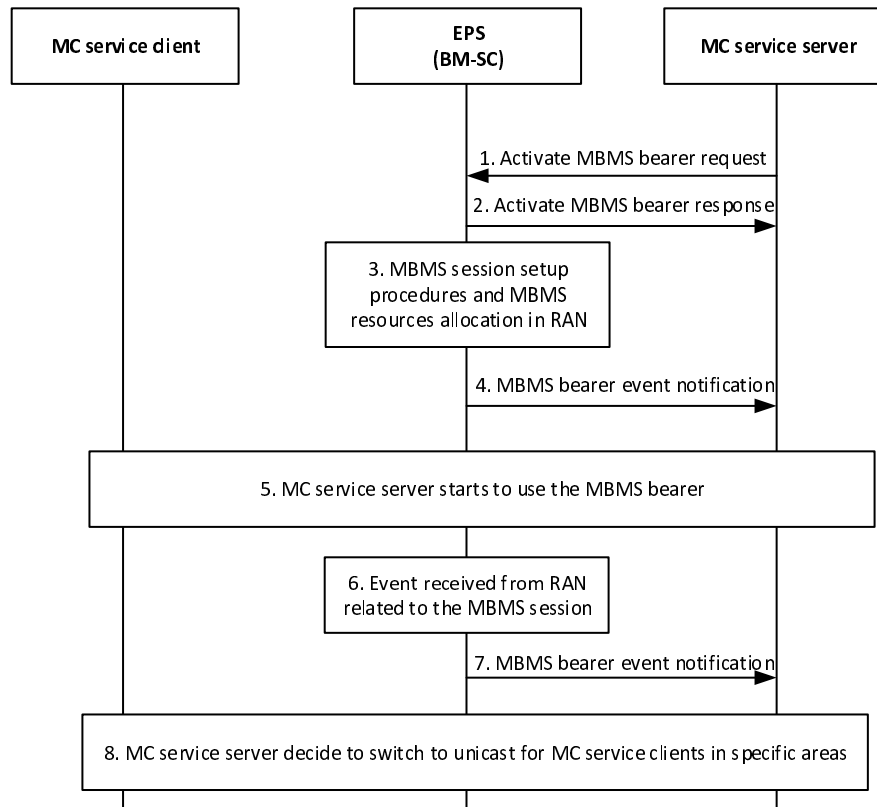 MC service client
EPS
(BM-SC)
MC service server
1. Activate MBMS bearer request
2. Activate MBMS bearer response
3. MBMS session setup
procedures and MBMS
resources allocation in RAN
4. MBMS bearer event notification
5. MC service server starts to use the MBMS bearer
6. Event received from RAN
related to the MBMS session
7. MBMS bearer event notification
8. MC service server decide to switch to unicast for MC service clients in specific areas